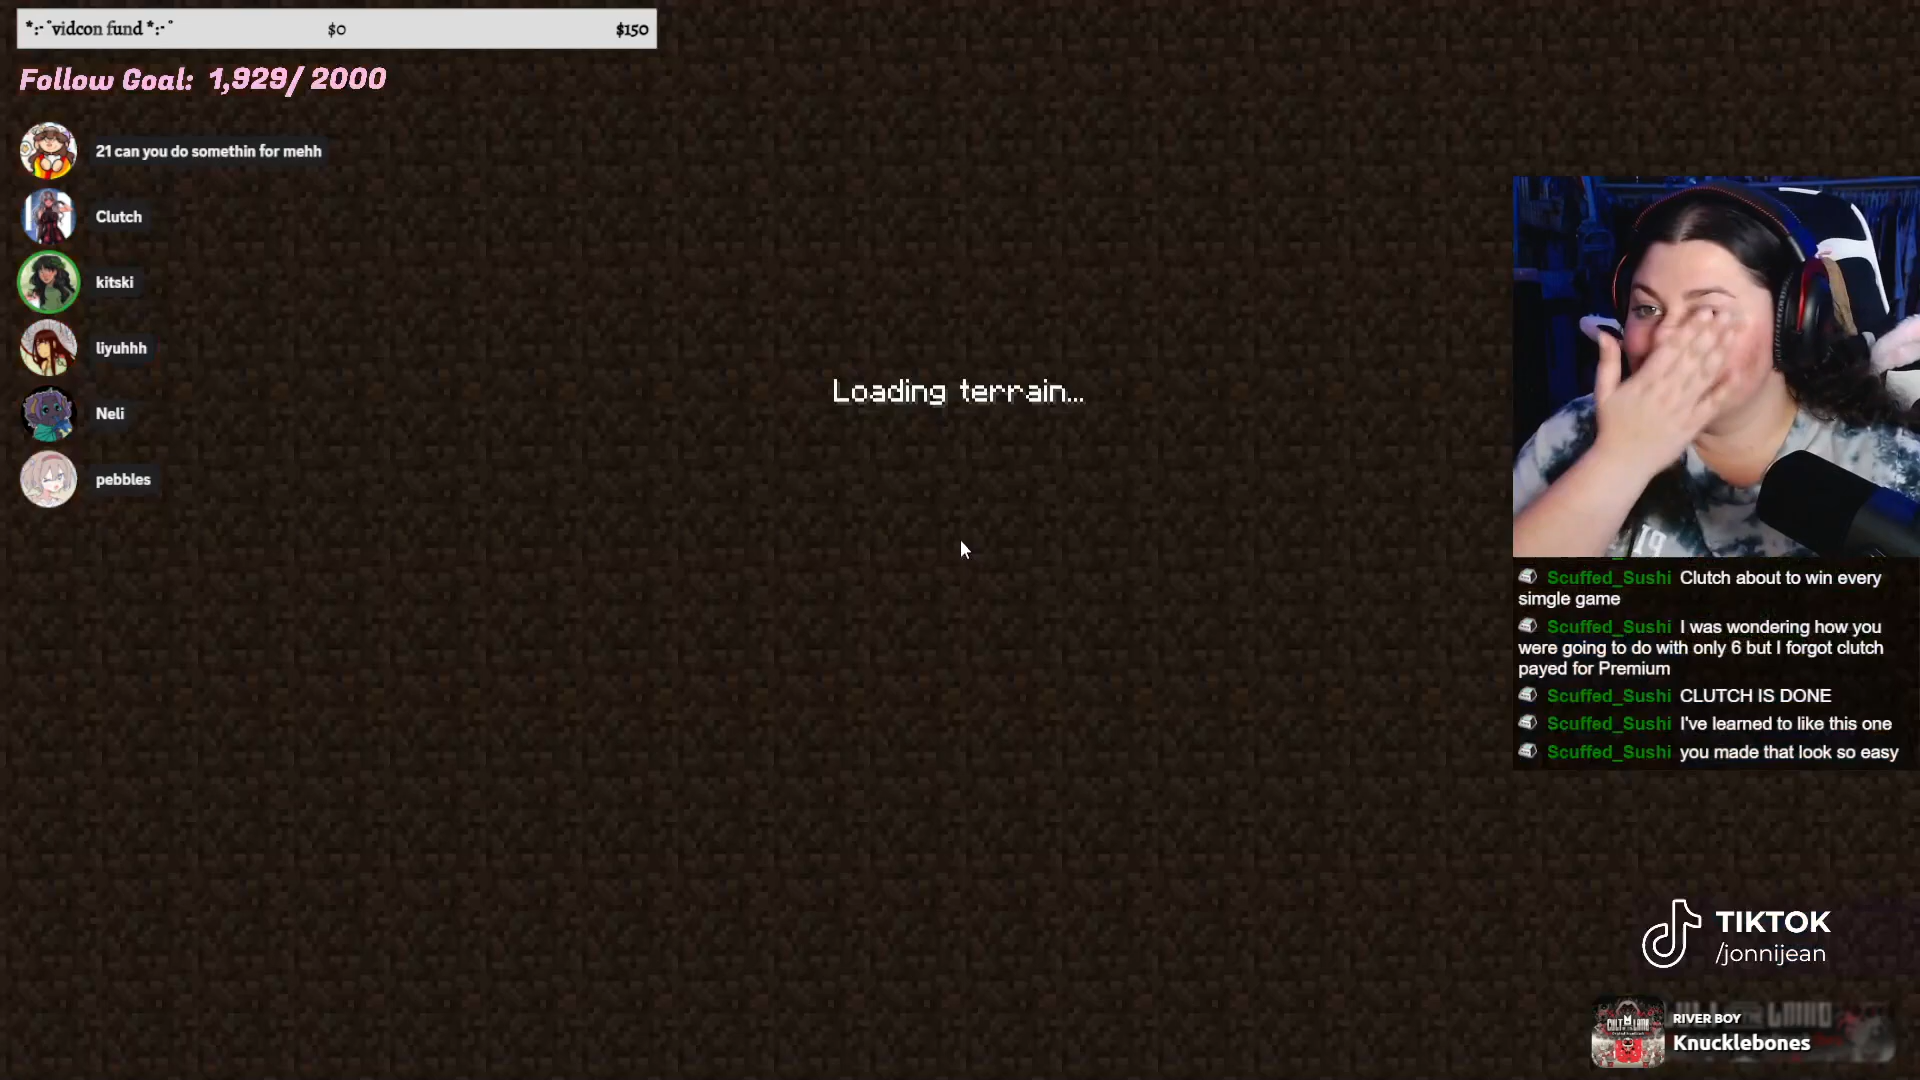 *:･ﾟvidcon fund *:･ﾟ $0 $150
Follow Goal: 1,929/ 2000
21 can you do somethin for mehh
Clutch
kitski
liyuhhh
Neli
pebbles
Loading terrain...
19
Scuffed_Sushi Clutch about to win every
simgle game
Scuffed_Sushi I was wondering how you
were going to do with only 6 but I forgot clutch
payed for Premium
Scuffed_Sushi CLUTCH IS DONE
Scuffed_Sushi I've learned to like this one
Scuffed_Sushi you made that look so easy
TIKTOK
/jonnijean
RIVER BOY
Knucklebones